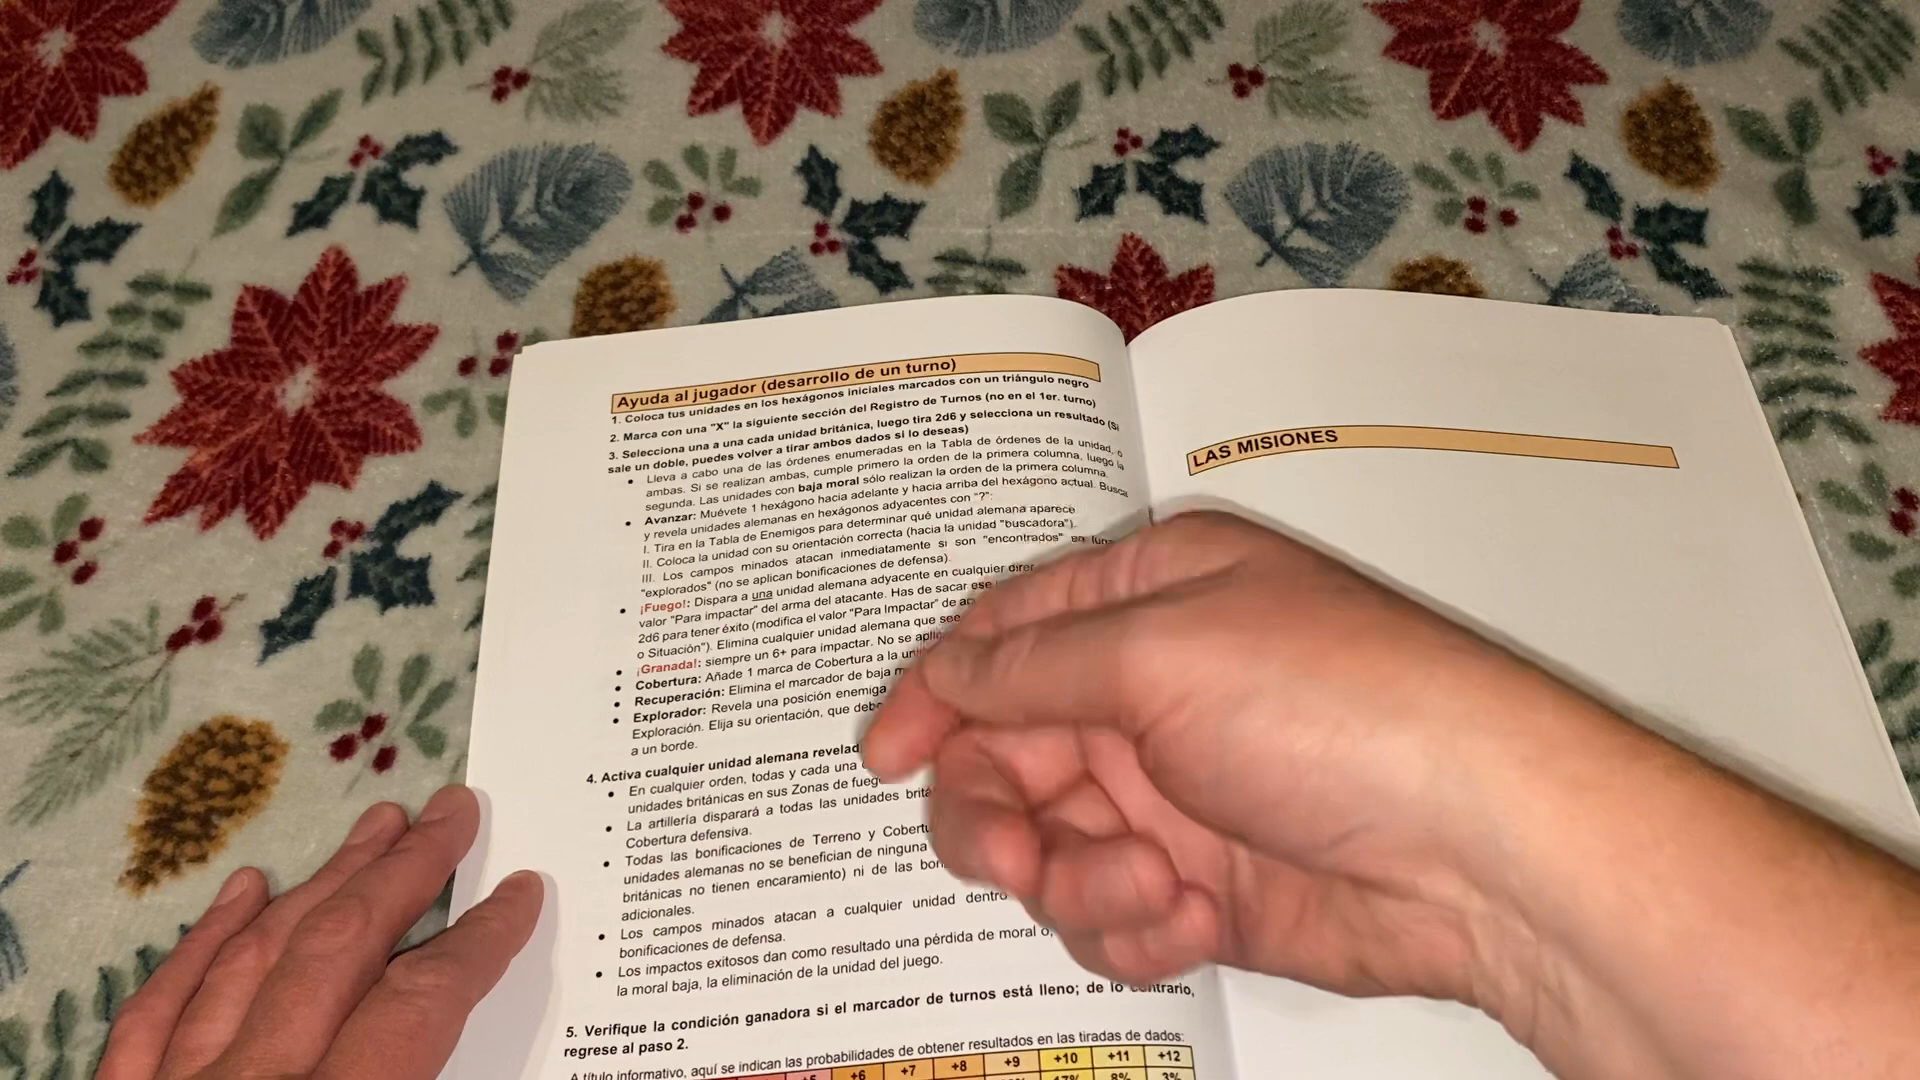 Ayuda al jugador (desarrollo de un turno)
1. Coloca tus unidades en los hexágonos iniciales marcados con un triángulo negro
2. Marca con una "X" la siguiente sección del Registro de Turnos (no en el 1er. turno)
3. Selecciona una a una cada unidad británica, luego tira 2d6 y selecciona un resultado (Si
sale un doble, puedes volver a tirar ambos dados si lo deseas)
• Lleva a cabo una de las órdenes enumeradas en la Tabla de órdenes de la unidad, o
ambas. Si se realizan ambas, cumple primero la orden de la primera columna, luego la
segunda. Las unidades con baja moral sólo realizan la orden de la primera columna.
• Avanzar: Muévete 1 hexágono hacia adelante y hacia arriba del hexágono actual. Busca
y revela unidades alemanas en hexágonos adyacentes con "?":
I. Tira en la Tabla de Enemigos para determinar qué unidad alemana aparece
II. Coloca la unidad con su orientación correcta (hacia la unidad "buscadora").
III. Los campos minados atacan inmediatamente si son "encontrados"
"explorados" (no se aplican bonificaciones de defensa).
• ¡Fuego!: Dispara a una unidad alemana adyacente en cualquier
valor "Para impactar" del arma del atacante. Has de sacar ese
2d6 para tener éxito (modifica el valor "Para Impactar" de
o Situación"). Elimina cualquier unidad alemana que
• ¡Granada!: siempre un 6+ para impactar. No se
• Cobertura: Añade 1 marca de Cobertura a la
• Recuperación: Elimina el marcador de baja
• Explorador: Revela una posición enemiga
Exploración. Elija su orientación, que
a un borde.
4. Activa cualquier unidad alemana
• En cualquier orden, todas y cada una
unidades británicas en sus Zonas de
• La artillería disparará a todas las unidades
Cobertura defensiva.
• Todas las bonificaciones de Terreno y
unidades alemanas no se benefician de ninguna
británicas no tienen encaramiento) ni de las
adicionales.
• Los campos minados atacan a cualquier unidad
bonificaciones de defensa.
• Los impactos exitosos dan como resultado una pérdida de moral o,
la moral baja, la eliminación de la unidad del juego.
5. Verifique la condición ganadora si el marcador de turnos está lleno; de lo contrario,
regrese al paso 2.
A título informativo, aquí se indican las probabilidades de obtener resultados en las tiradas de dados:
+6 +7 +8 +9 +10 +11 +12
17% 8% 3%
LAS MISIONES